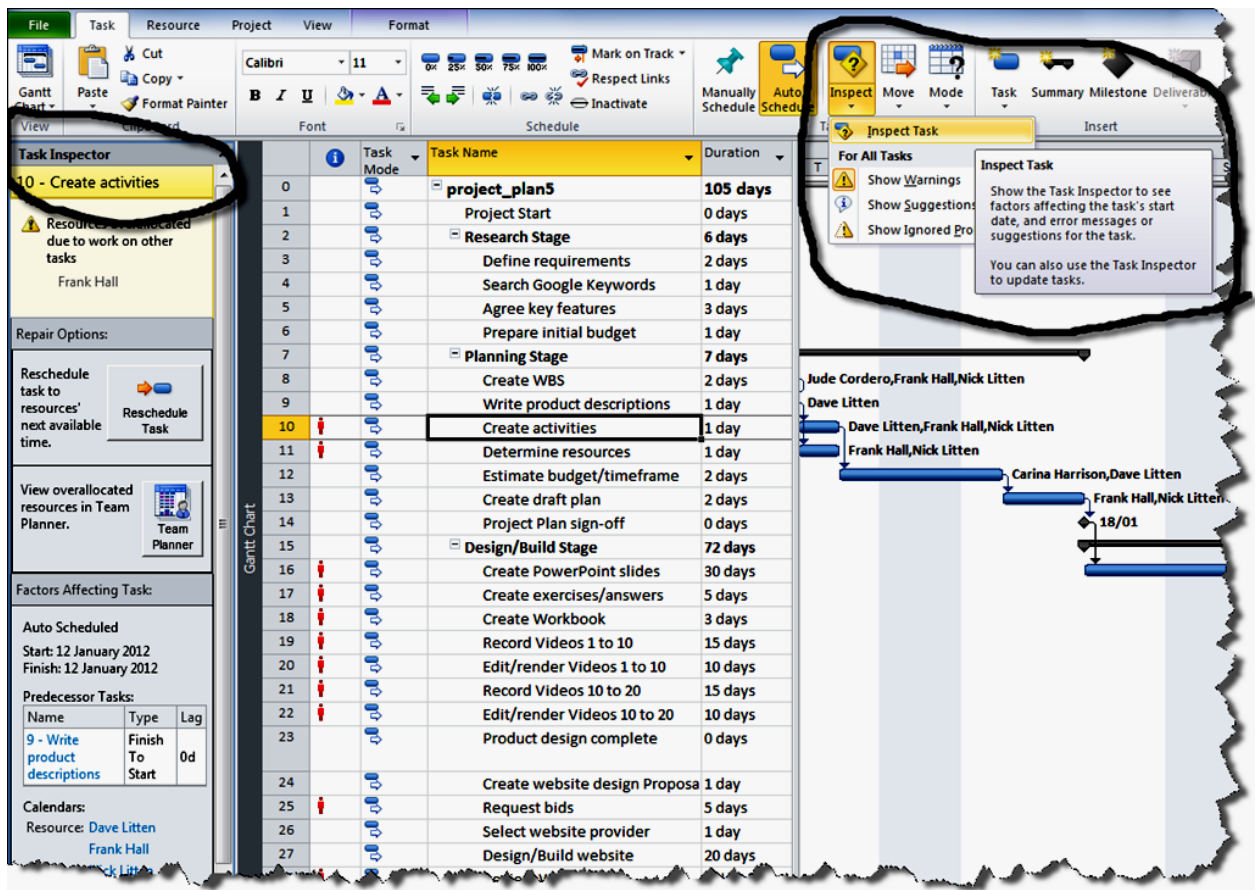 File Task Resource Project View Format
Cut
Copy
Format Painter
Gantt
Chart
Paste
Calibri 11
B I U A
0% 25% 50% 75% 100%
Mark on Track
Respect Links
Inactivate
Manually
Schedule
Auto
Schedule
Inspect Move Mode
Task Summary Milestone
View Clipboard Font Schedule Insert
Inspect Task
For All Tasks
Show Warnings
Show Suggestions
Show Ignored
Inspect Task
Show the Task Inspector to see
factors affecting the task's start
date, and error messages or
suggestions for the task.
You can also use the Task Inspector
to update tasks.
Task Inspector
10 - Create activities
Resources overallocated
due to work on other
tasks
Frank Hall
Repair Options:
Reschedule
task to
resources'
next available
time.
Reschedule
Task
View overallocated
resources in Team
Planner.
Team
Planner
Factors Affecting Task:
Auto Scheduled
Start: 12 January 2012
Finish: 12 January 2012
Predecessor Tasks:
Name Type Lag
9 - Write
product
descriptions
Finish
To
Start
0d
Calendars:
Resource: Dave Litten
Frank Hall
Gantt Chart
Task
Mode
Task Name Duration
T
0 project_plan5 105 days
1 Project Start 0 days
2 Research Stage 6 days
3 Define requirements 2 days
4 Search Google Keywords 1 day
5 Agree key features 3 days
6 Prepare initial budget 1 day
7 Planning Stage 7 days
8 Create WBS 2 days
9 Write product descriptions 1 day
10 Create activities 1 day
11 Determine resources 1 day
12 Estimate budget/timeframe 2 days
13 Create draft plan 2 days
14 Project Plan sign-off 0 days
15 Design/Build Stage 72 days
16 Create PowerPoint slides 30 days
17 Create exercises/answers 5 days
18 Create Workbook 3 days
19 Record Videos 1 to 10 15 days
20 Edit/render Videos 1 to 10 10 days
21 Record Videos 10 to 20 15 days
22 Edit/render Videos 10 to 20 10 days
23 Product design complete 0 days
24 Create website design Proposa 1 day
25 Request bids 5 days
26 Select website provider 1 day
27 Design/Build website 20 days
Jude Cordero,Frank Hall,Nick Litten
Dave Litten
Dave Litten,Frank Hall,Nick Litten
Frank Hall,Nick Litten
Carina Harrison,Dave Litten
Frank Hall,Nick Litten
18/01